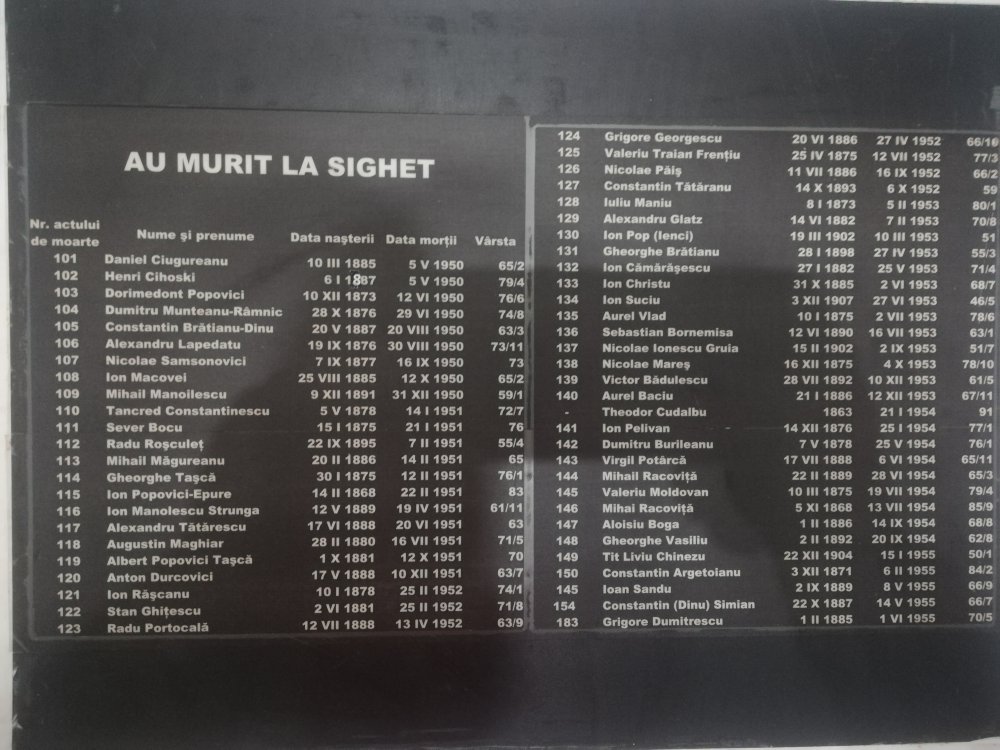 AU MURIT LA SIGHET
Nr. actului de moarte Nume şi prenume Data naşterii Data morţii Vârsta
101 Daniel Ciugureanu 10 III 1885 5 V 1950 65/2
102 Henri Cihoski 6 I 1887 5 V 1950 79/4
103 Dorimedont Popovici 10 XII 1873 12 VI 1950 76/6
104 Dumitru Munteanu-Râmnic 28 X 1876 29 VI 1950 74/8
105 Constantin Brătianu-Dinu 20 V 1887 20 VIII 1950 63/3
106 Alexandru Lapedatu 19 IX 1876 30 VIII 1950 73/11
107 Nicolae Samsonovici 7 IX 1877 16 IX 1950 73
108 Ion Macovei 25 VIII 1885 12 X 1950 65/2
109 Mihail Manoilescu 9 XII 1891 31 XII 1950 59/1
110 Tancred Constantinescu 5 V 1878 14 I 1951 72/7
111 Sever Bocu 15 I 1875 21 I 1951 76
112 Radu Roşculeţ 22 IX 1895 7 II 1951 55/4
113 Mihail Măgureanu 20 II 1886 14 II 1951 65
114 Gheorghe Taşcă 30 I 1875 12 II 1951 76/1
115 Ion Popovici-Epure 14 II 1868 22 II 1951 83
116 Ion Manolescu Strunga 12 V 1889 19 IV 1951 61/11
117 Alexandru Tătărescu 17 VI 1888 20 VI 1951 63
118 Augustin Maghiar 28 II 1880 16 VII 1951 71/5
119 Albert Popovici Taşcă 1 X 1881 12 X 1951 70
120 Anton Durcovici 17 V 1888 10 XII 1951 63/7
121 Ion Răşcanu 10 I 1878 25 II 1952 74/1
122 Stan Ghiţescu 2 VI 1881 25 II 1952 71/8
123 Radu Portocală 12 VII 1888 13 IV 1952 63/9
124 Grigore Georgescu 20 VI 1886 27 IV 1952 66/10
125 Valeriu Traian Frenţiu 25 IV 1875 12 VII 1952 77/3
126 Nicolae Păiş 11 VII 1886 16 IX 1952 66/2
127 Constantin Tătăranu 14 X 1893 6 X 1952 59
128 Iuliu Maniu 8 I 1873 5 II 1953 80/1
129 Alexandru Glatz 14 VI 1882 7 II 1953 70/8
130 Ion Pop (Ienci) 19 III 1902 10 III 1953 51
131 Gheorghe Brătianu 28 I 1898 27 IV 1953 55/3
132 Ion Cămărăşescu 27 I 1882 25 V 1953 71/4
133 Ion Christu 31 X 1885 2 VI 1953 68/7
134 Ion Suciu 3 XII 1907 27 VI 1953 46/5
135 Aurel Vlad 10 I 1875 2 VII 1953 78/6
136 Sebastian Bornemisa 12 VI 1890 16 VII 1953 63/1
137 Nicolae Ionescu Gruia 15 II 1902 2 IX 1953 51/7
138 Nicolae Mareş 16 XII 1875 4 X 1953 78/10
139 Victor Bădulescu 28 VII 1892 10 XII 1953 61/5
140 Aurel Baciu 21 I 1886 12 XII 1953 67/11
- Theodor Cudalbu 1863 21 I 1954 91
141 Ion Pelivan 14 XII 1876 25 I 1954 77/1
142 Dumitru Burileanu 7 V 1878 25 V 1954 76/1
143 Virgil Potârcă 17 VII 1888 6 VI 1954 65/11
144 Mihail Racoviţă 22 II 1889 28 VI 1954 65/3
145 Valeriu Moldovan 10 III 1875 19 VII 1954 79/4
146 Mihai Racoviţă 5 XI 1868 13 VII 1954 85/9
147 Aloisiu Boga 1 II 1886 14 IX 1954 68/8
148 Gheorghe Vasiliu 2 II 1892 20 IX 1954 62/8
149 Tit Liviu Chinezu 22 XII 1904 15 I 1955 50/1
150 Constantin Argetoianu 3 XII 1871 6 II 1955 84/2
145 Ioan Sandu 2 IX 1889 8 V 1955 66/9
154 Constantin (Dinu) Simian 22 X 1887 14 V 1955 66/7
183 Grigore Dumitrescu 1 II 1885 1 VI 1955 70/5